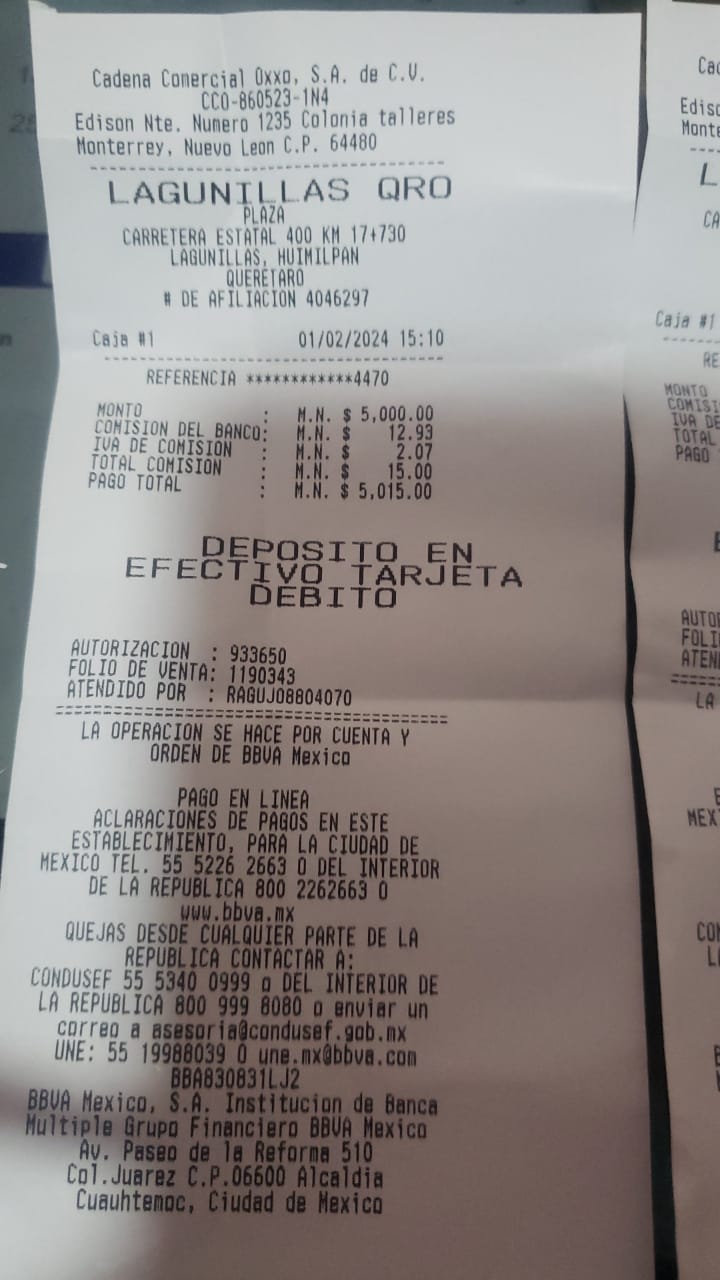 Cadena Comercial Oxxo, S.A. de C.V.
CCO-860523-1N4
Edison Nte. Numero 1235 Colonia talleres
Monterrey, Nuevo Leon C.P. 64480
LAGUNILLAS QRO
PLAZA
CARRETERA ESTATAL 400 KM 17+730
LAGUNILLAS, HUIMILPAN
QUERETARO
# DE AFILIACION 4046297
Caja #1 01/02/2024 15:10
REFERENCIA ************4470
MONTO : M.N. $ 5,000.00
COMISION DEL BANCO: M.N. $ 12.93
IVA DE COMISION : M.N. $ 2.07
TOTAL COMISION : M.N. $ 15.00
PAGO TOTAL : M.N. $ 5,015.00
DEPOSITO EN
EFECTIVO TARJETA
DEBITO
AUTORIZACION : 933650
FOLIO DE VENTA: 1190343
ATENDIDO POR : RAGUJ08804070
LA OPERACION SE HACE POR CUENTA Y
ORDEN DE BBVA Mexico
PAGO EN LINEA
ACLARACIONES DE PAGOS EN ESTE
ESTABLECIMIENTO, PARA LA CIUDAD DE
MEXICO TEL. 55 5226 2663 O DEL INTERIOR
DE LA REPUBLICA 800 2262663 O
www.bbva.mx
QUEJAS DESDE CUALQUIER PARTE DE LA
REPUBLICA CONTACTAR A:
CONDUSEF 55 5340 0999 o DEL INTERIOR DE
LA REPUBLICA 800 999 8080 o enviar un
correo a asesoria@condusef.gob.mx
UNE: 55 19988039 O une.mx@bbva.com
BBA830831LJ2
BBVA Mexico, S.A. Institucion de Banca
Multiple Grupo Financiero BBVA Mexico
Av. Paseo de la Reforma 510
Col.Juarez C.P.06600 Alcaldia
Cuauhtemoc, Ciudad de Mexico
Caja #1
MONTO
TOTAL
PAGO
LA